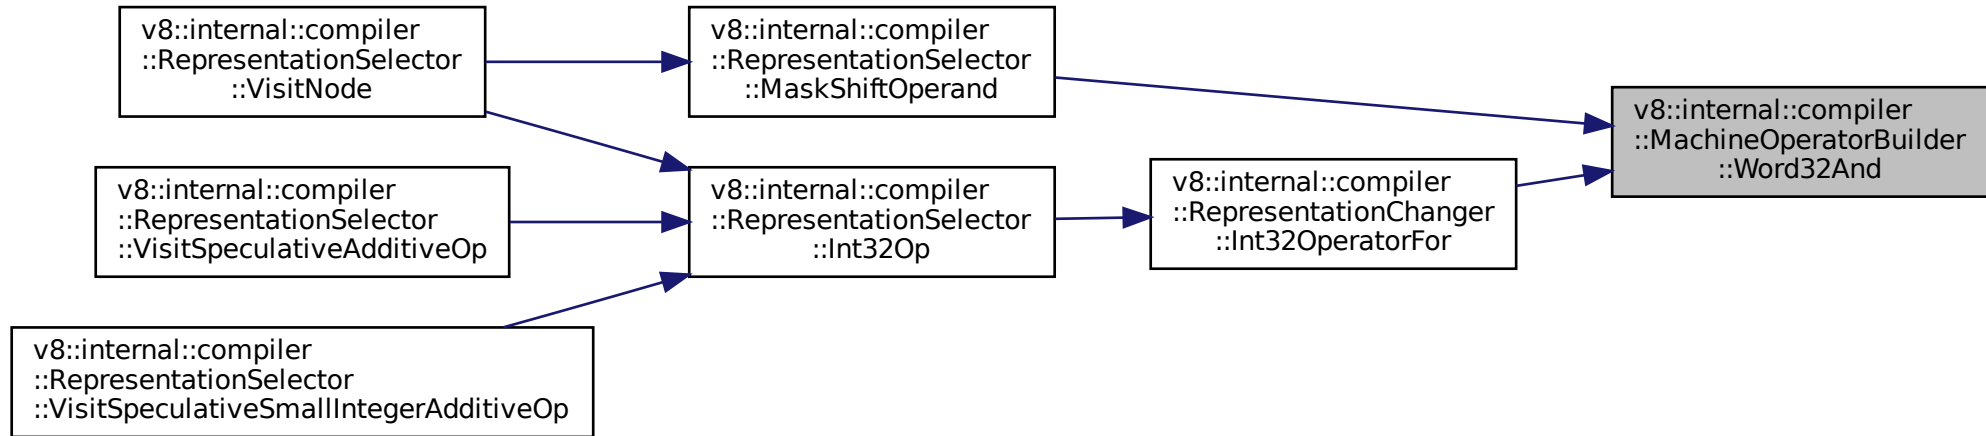 v8::internal::compiler
::RepresentationSelector
::VisitNode
v8::internal::compiler
::RepresentationSelector
::MaskShiftOperand
v8::internal::compiler
::MachineOperatorBuilder
::Word32And
v8::internal::compiler
::RepresentationSelector
::VisitSpeculativeAdditiveOp
v8::internal::compiler
::RepresentationSelector
::Int32Op
v8::internal::compiler
::RepresentationChanger
::Int32OperatorFor
v8::internal::compiler
::RepresentationSelector
::VisitSpeculativeSmallIntegerAdditiveOp